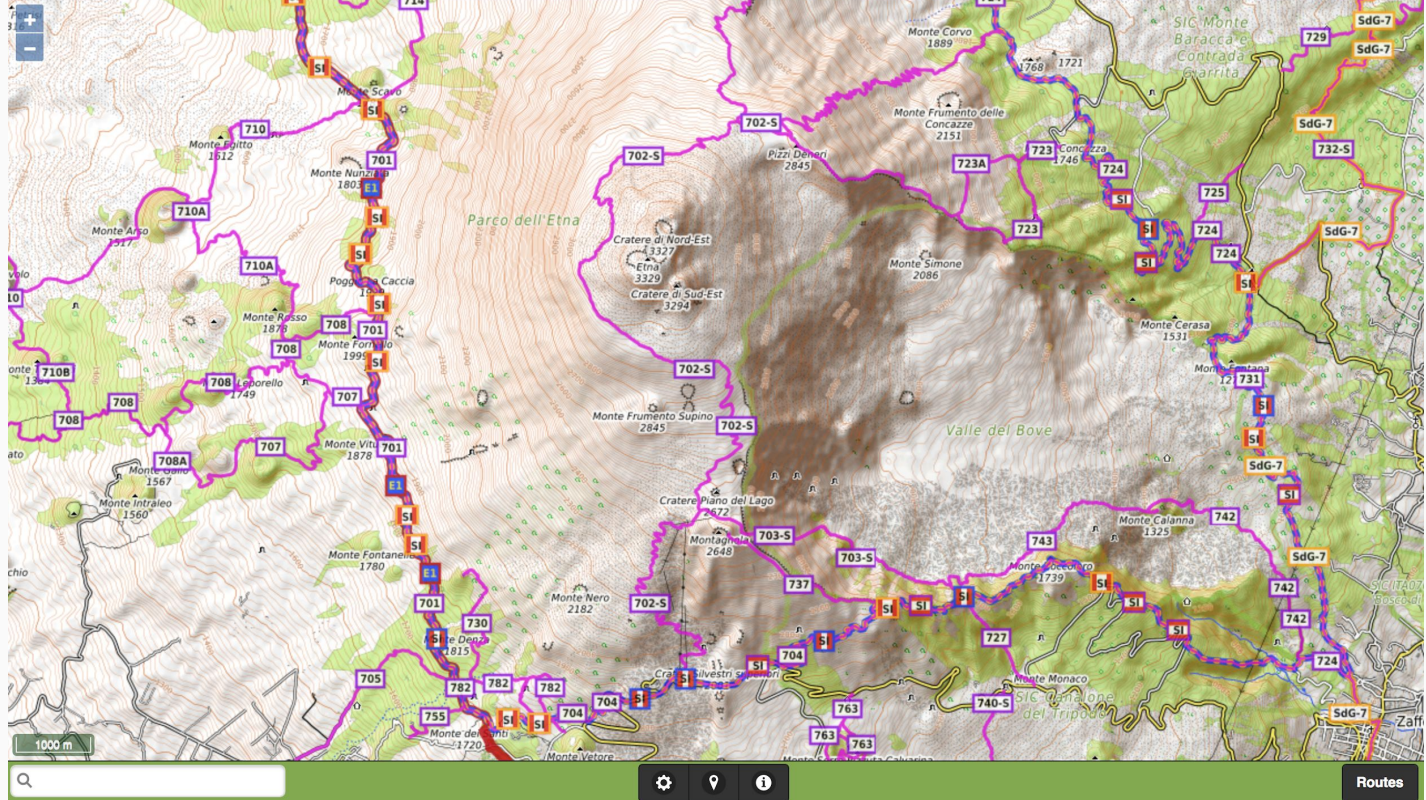 +
−
SI
714
Monte Scavo
SI
710
Monte Egitto
1612
701
Monte Nunziata
1803
E1
710A
SI
Monte Arso
1517
SI
710A
Poggio la Caccia
SI
10
Monte Rosso
1878
708
701
Monte Fornello
1999
708
SI
710B
708
Leporello
1749
707
708
708
707
Monte Vituri
1878
701
708A
Monte Gallo
1567
E1
Monte Intraleo
1560
SI
SI
Monte Fontanelle
1780
E1
701
730
SI
Monte Denza
1815
705
782
782
782
755
SI
SI
704
704
SI
Monte dei Santi
1720
Monte Vetore
Parco dell'Etna
702-S
702-S
Pizzi Deneri
2845
Cratere di Nord-Est
3327
Etna
3329
Cratere di Sud-Est
3294
702-S
Monte Frumento Supino
2845
702-S
Cratere Piano del Lago
2672
Montagnola
2648
703-S
703-S
737
Monte Nero
2182
702-S
SI
Crateri Silvestri superiori
SI
704
SI
SI
SI
SI
Monte Corvo
1889
1768
1721
Monte Frumento delle
Concazze
2151
723A
723
Concazza
1746
724
SI
SI
SI
723
Monte Simone
2086
725
724
724
SI
Monte Cerasa
1531
Monte Fontana
731
SI
SI
SdG-7
SI
Valle del Bove
743
742
Monte Calanna
1325
Monte Zoccolaro
1739
SI
SI
SI
SdG-7
742
742
724
727
Monte Monaco
740-S
SIC Canalone
del Tripodo
763
763
763
SdG-7
Zaff
SIC Monte
Baracca e
Contrada
Giarrita
729
SdG-7
SdG-7
SdG-7
732-S
SdG-7
1000 m
Routes